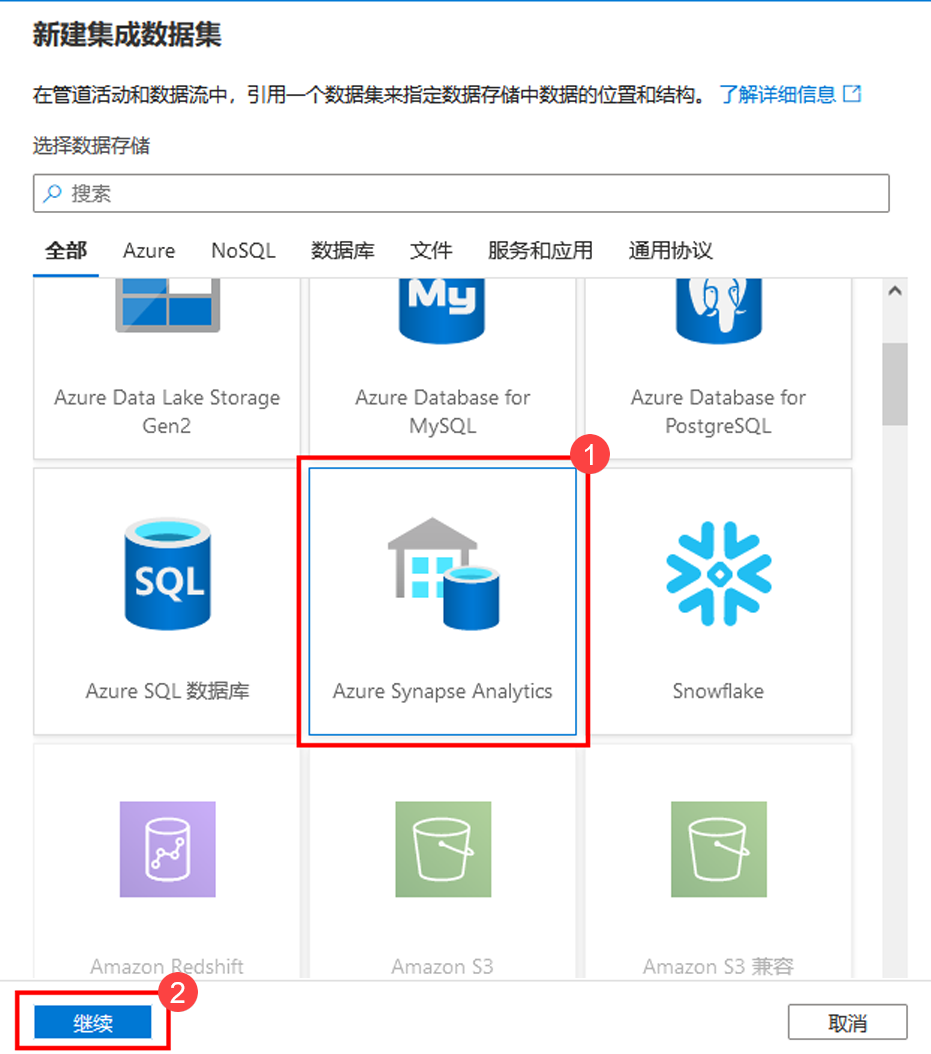 新建集成数据集
在管道活动和数据流中，引用一个数据集来指定数据存储中数据的位置和结构。 了解详细信息
选择数据存储
搜索
全部 Azure NoSQL 数据库 文件 服务和应用 通用协议
My
Azure Data Lake Storage
Gen2
Azure Database for
MySQL
Azure Database for
PostgreSQL
1
SQL
Azure SQL 数据库
Azure Synapse Analytics
Snowflake
Amazon Redshift
Amazon S3
Amazon S3 兼容
2
继续
取消